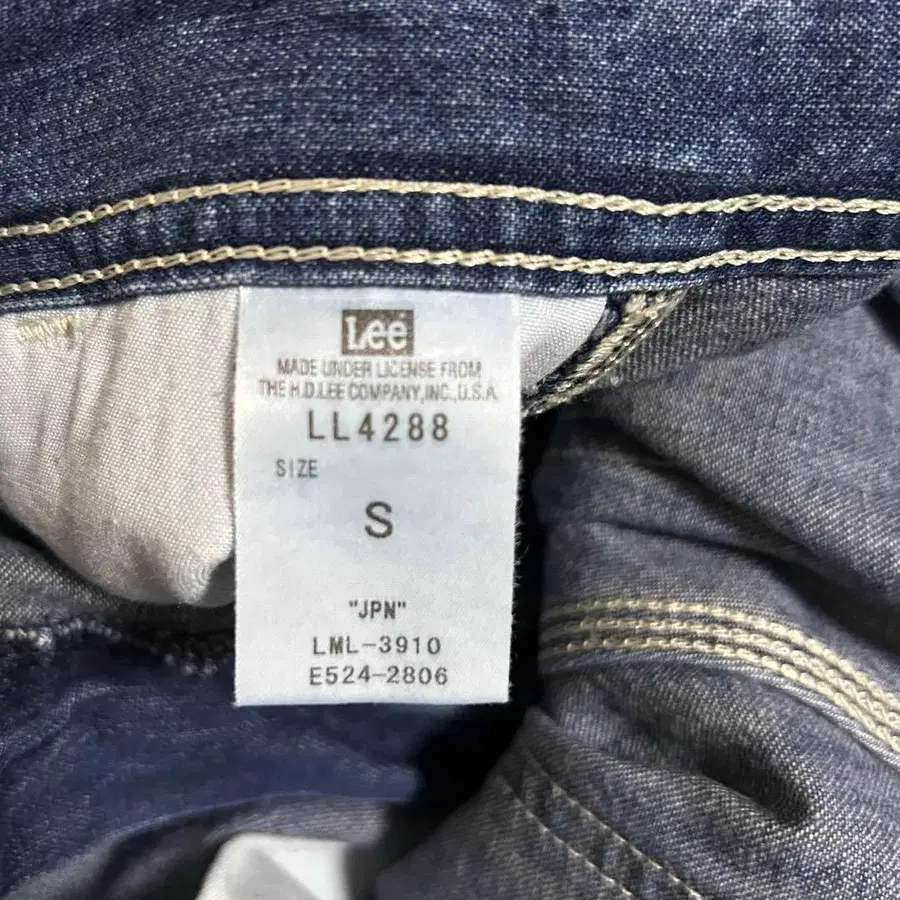 Lee
MADE UNDER LICENSE FROM
THE H.D.LEE COMPANY,INC.,U.S.A
LL4288
SIZE
S
"JPN"
LML-3910
E524-2806